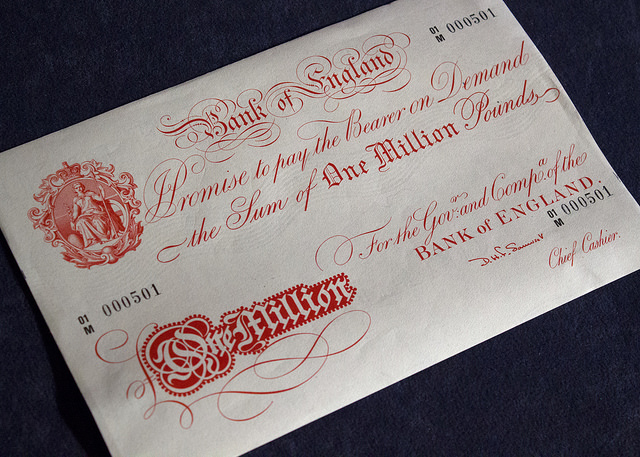 01
M 000501
Bank of England
Promise to pay the Bearer on Demand
the Sum of One Million Pounds
For the Govr. and Compa. of the
BANK of ENGLAND.
01
M 000501
Chief Cashier.
01
M 000501
One Million